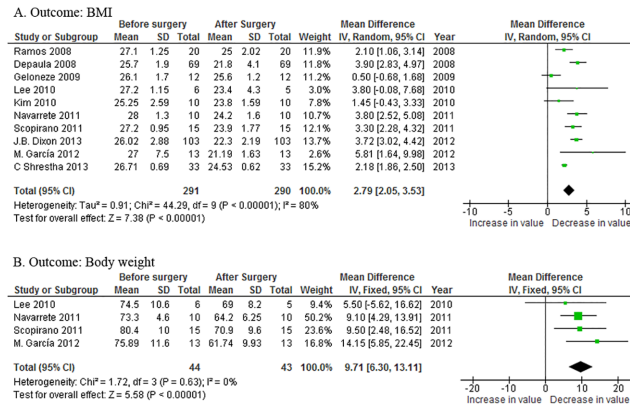 A. Outcome: BMI
Before surgery After Surgery Mean Difference Mean Difference
Study or Subgroup Mean SD Total Mean SD Total Weight IV, Random, 95% CI Year IV, Random, 95% CI
Ramos 2008 27.1 1.25 20 25 2.02 20 11.9% 2.10 [1.06, 3.14] 2008
Depaula 2008 25.7 1.9 69 21.8 4.1 69 11.8% 3.90 [2.83, 4.97] 2008
Geloneze 2009 26.1 1.7 12 25.6 1.2 12 11.2% 0.50 [-0.68, 1.68] 2009
Lee 2010 27.2 1.15 6 23.4 4.3 5 3.0% 3.80 [-0.08, 7.68] 2010
Kim 2010 25.25 2.59 10 23.8 1.59 10 7.8% 1.45 [-0.43, 3.33] 2010
Navarrete 2011 28 1.3 10 24.2 1.6 10 10.7% 3.80 [2.52, 5.08] 2011
Scopirano 2011 27.2 0.95 15 23.9 1.77 15 12.1% 3.30 [2.28, 4.32] 2011
J.B. Dixon 2013 26.02 2.88 103 22.3 2.19 103 13.7% 3.72 [3.02, 4.42] 2012
M. García 2012 27 7.5 13 21.19 1.63 13 2.6% 5.81 [1.64, 9.98] 2012
C Shrestha 2013 26.71 0.69 33 24.53 0.62 33 15.1% 2.18 [1.86, 2.50] 2013
Total (95% CI) 291 290 100.0% 2.79 [2.05, 3.53]
Heterogeneity: Tau² = 0.91; Chi² = 44.29, df = 9 (P < 0.00001); I² = 80%
Test for overall effect: Z = 7.38 (P < 0.00001)
-10 -5 0 5 10
Increase in value Decrease in value
B. Outcome: Body weight
Before surgery After Surgery Mean Difference Mean Difference
Study or Subgroup Mean SD Total Mean SD Total Weight IV, Fixed, 95% CI Year IV, Fixed, 95% CI
Lee 2010 74.5 10.6 6 69 8.2 5 9.4% 5.50 [-5.62, 16.62] 2010
Navarrete 2011 73.3 4.6 10 64.2 6.25 10 50.2% 9.10 [4.29, 13.91] 2011
Scopirano 2011 80.4 10 15 70.9 9.6 15 23.5% 9.50 [2.48, 16.52] 2011
M. García 2012 75.89 11.6 13 61.74 9.93 13 16.8% 14.15 [5.85, 22.45] 2012
Total (95% CI) 44 43 100.0% 9.71 [6.30, 13.11]
Heterogeneity: Chi² = 1.72, df = 3 (P = 0.63); I² = 0%
Test for overall effect: Z = 5.58 (P < 0.00001)
-20 -10 0 10 20
Increase in value Decrease in value